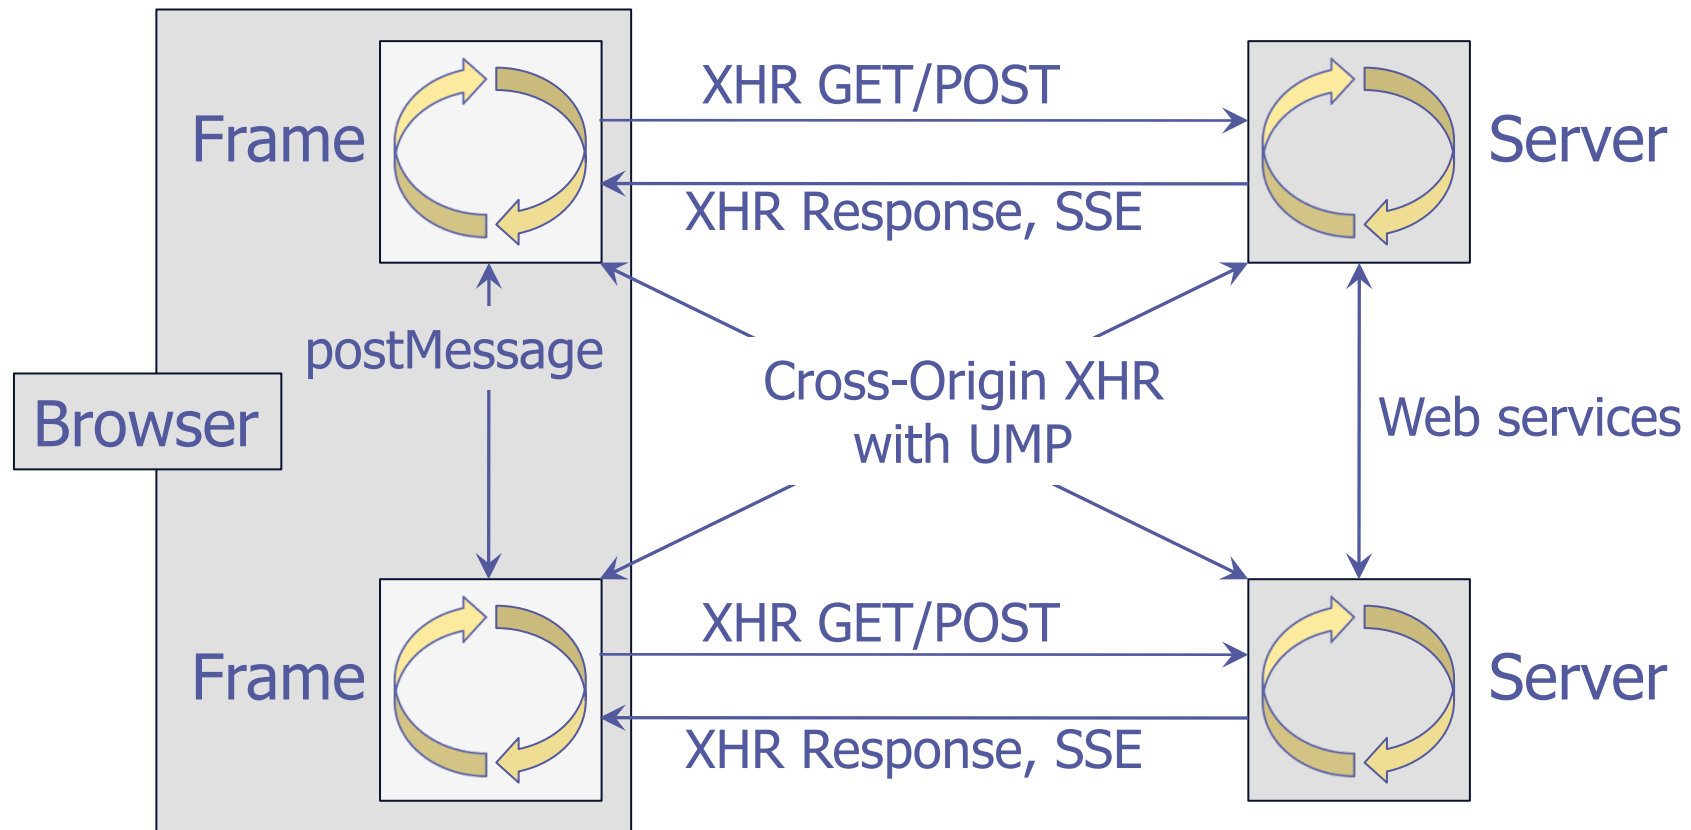 XHR GET/POST
Frame
Server
XHR Response, SSE
postMessage
Cross-Origin XHR
with UMP
Browser
Web services
XHR GET/POST
Frame
Server
XHR Response, SSE